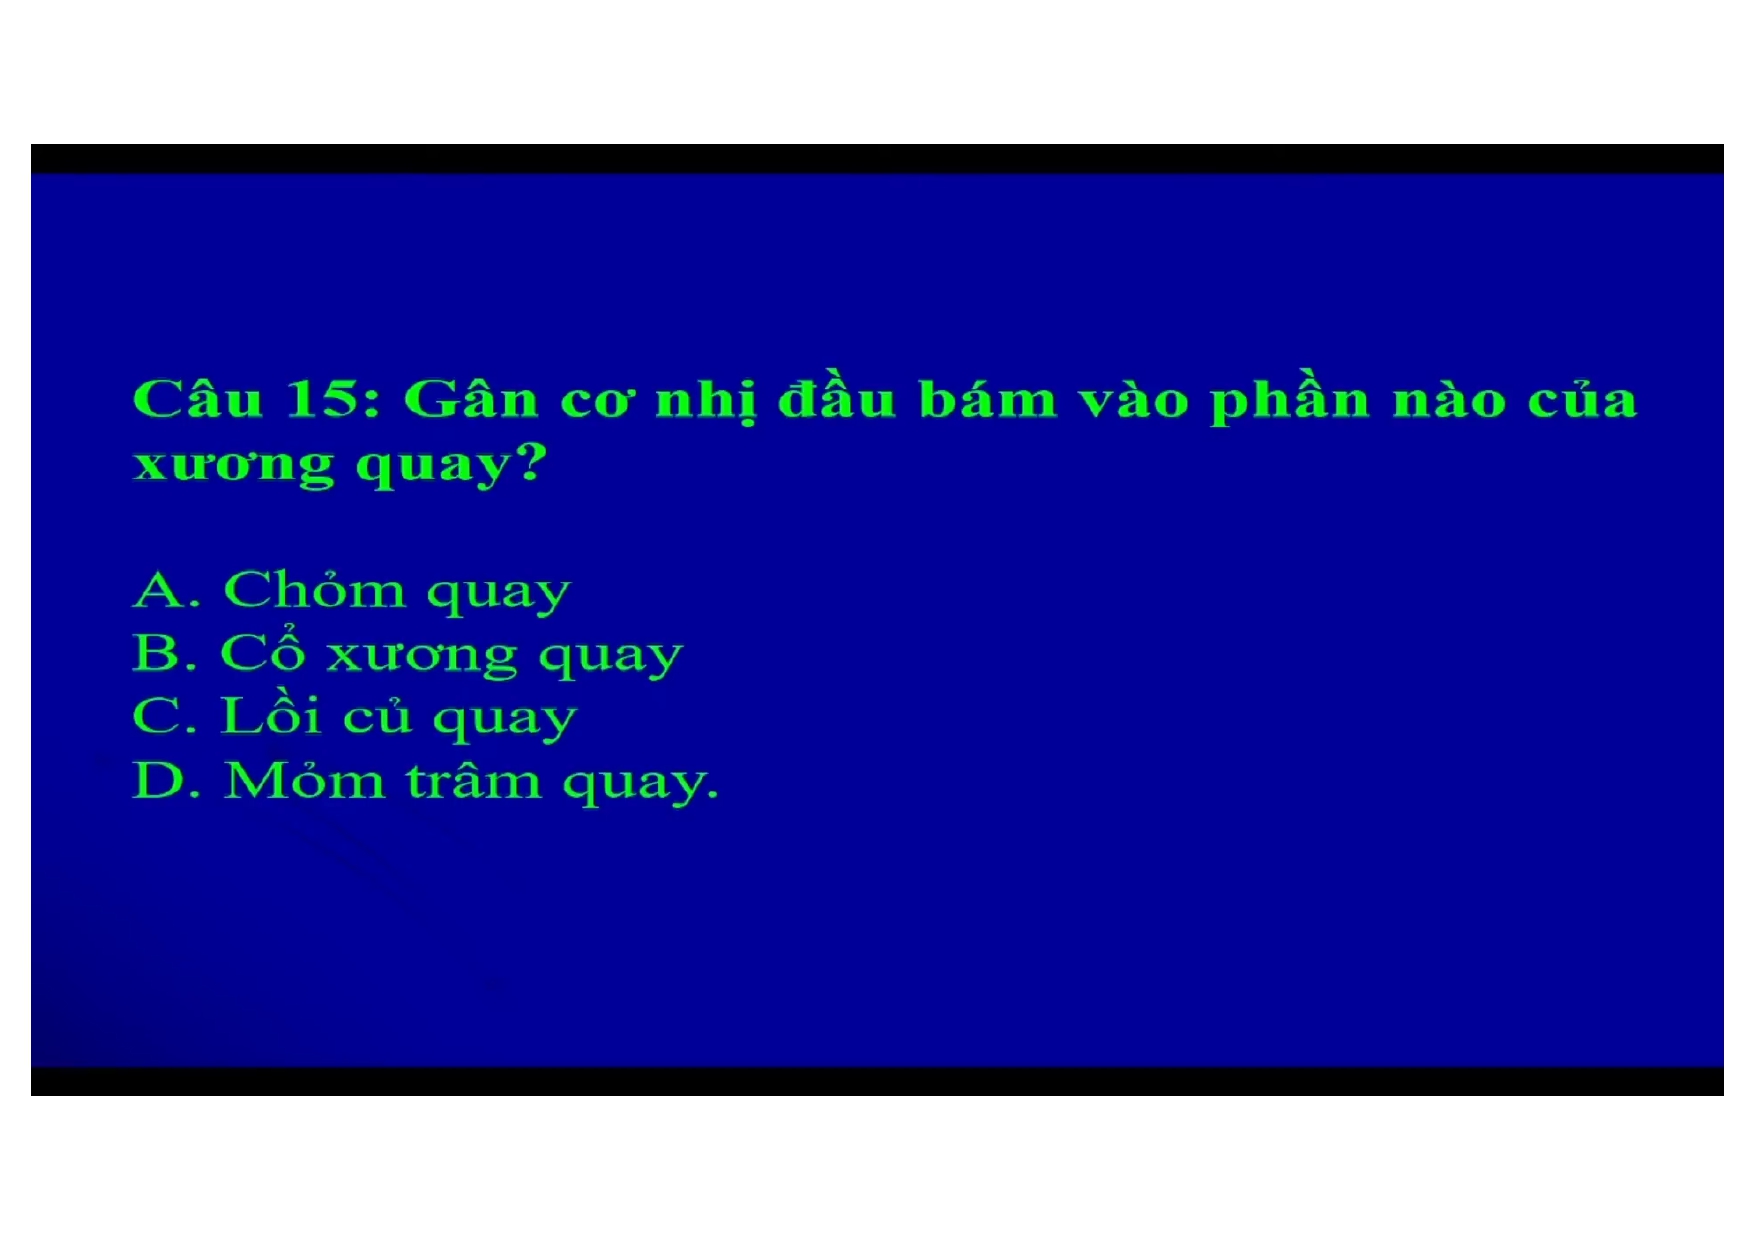 Câu 15: Gân cơ nhị đầu bám vào phần nào của
xương quay?
A. Chỏm quay
B. Cổ xương quay
C. Lồi củ quay
D. Mỏm trâm quay.